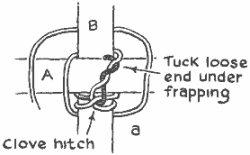 B
A
Tuck loose
end under
frapping
Clove hitch
a